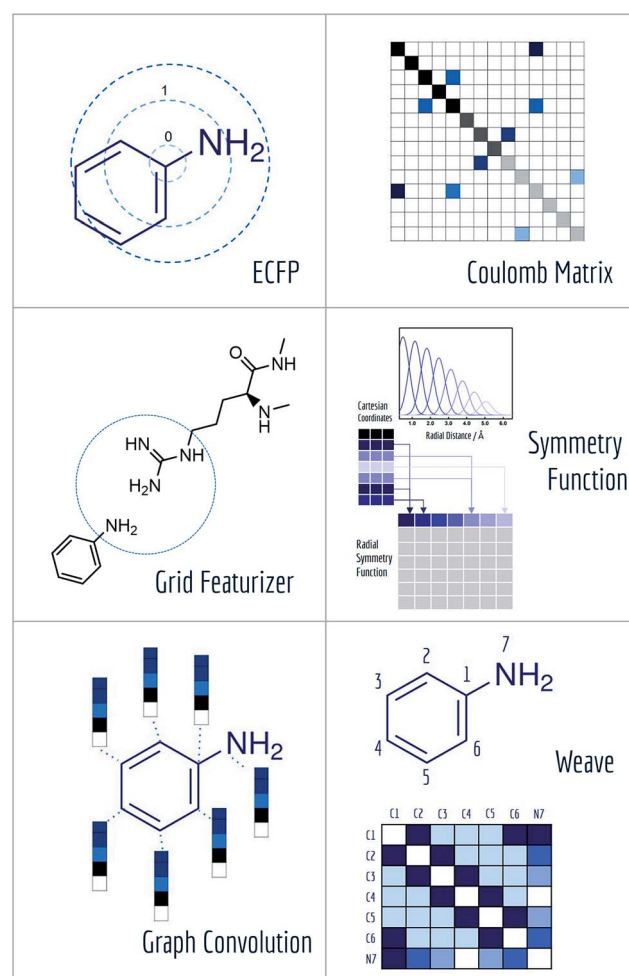 1
0
NH2
ECFP
Coulomb Matrix
O
NH
HN
NH
HN
H2N
NH2
Grid Featurizer
Cartesian
Coordinates
1.0 2.0 3.0 4.0 5.0 6.0
Radial Distance / Å
Symmetry
Function
Radial
Symmetry
Function
NH2
Graph Convolution
7
2
1
NH2
3
4
6
5
Weave
C1 C2 C3 C4 C5 C6 N7
C1
C2
C3
C4
C5
C6
N7